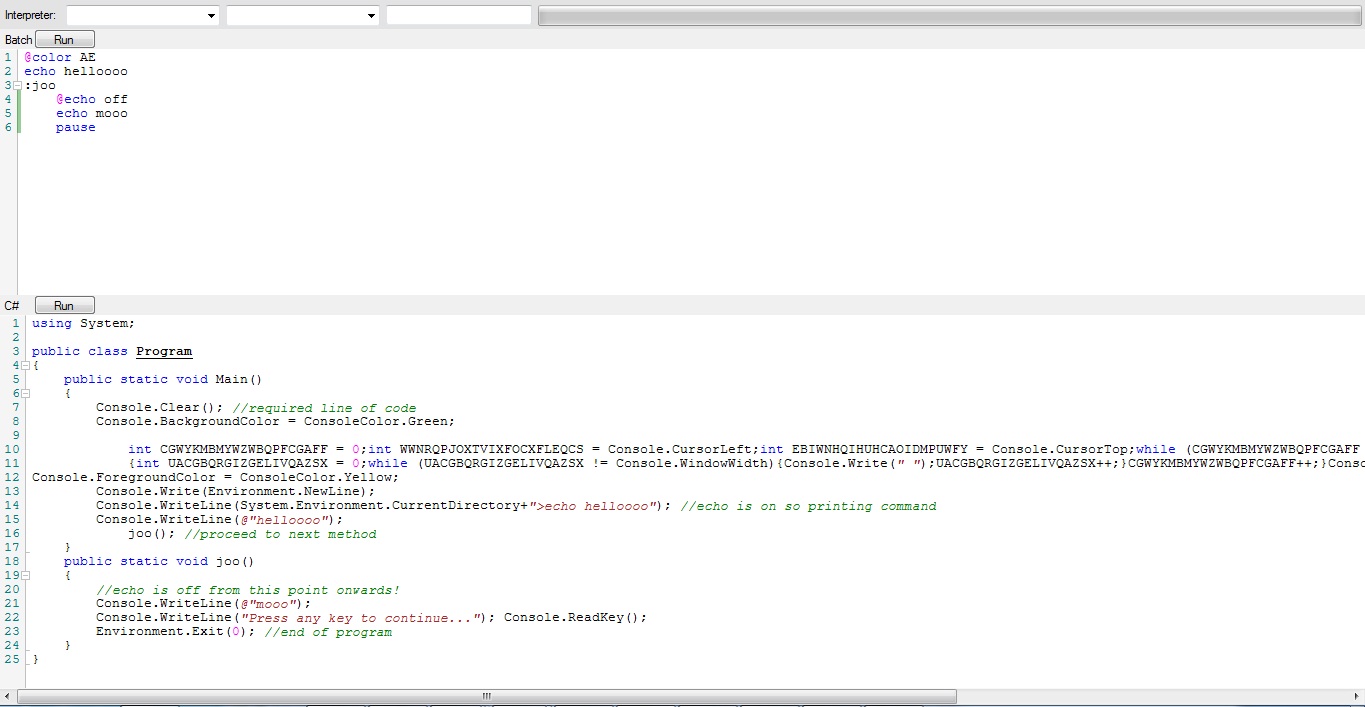 Interpreter:
Batch Run
1 @color AE
2 echo helloooo
3 :joo
4 @echo off
5 echo mooo
6 pause
C# Run
1 using System;
2
3 public class Program
4 {
5 public static void Main()
6 {
7 Console.Clear(); //required line of code
8 Console.BackgroundColor = ConsoleColor.Green;
9
10 int CGWYKMBMYWZWBQPFCGAFF = 0;int WWNRQPJOXTVIXFOCXFLEQCS = Console.CursorLeft;int EBIWNHQIHUHCAOIDMPUWFY = Console.CursorTop;while (CGWYKMBMYWZWBQPFCGAFF
11 {int UACGBQRGIZGELIVQAZSX = 0;while (UACGBQRGIZGELIVQAZSX != Console.WindowWidth){Console.Write(" ");UACGBQRGIZGELIVQAZSX++;}CGWYKMBMYWZWBQPFCGAFF++;}Conso
12 Console.ForegroundColor = ConsoleColor.Yellow;
13 Console.Write(Environment.NewLine);
14 Console.WriteLine(System.Environment.CurrentDirectory+">echo helloooo"); //echo is on so printing command
15 Console.WriteLine(@"helloooo");
16 joo(); //proceed to next method
17 }
18 public static void joo()
19 {
20 //echo is off from this point onwards!
21 Console.WriteLine(@"mooo");
22 Console.WriteLine("Press any key to continue..."); Console.ReadKey();
23 Environment.Exit(0); //end of program
24 }
25 }